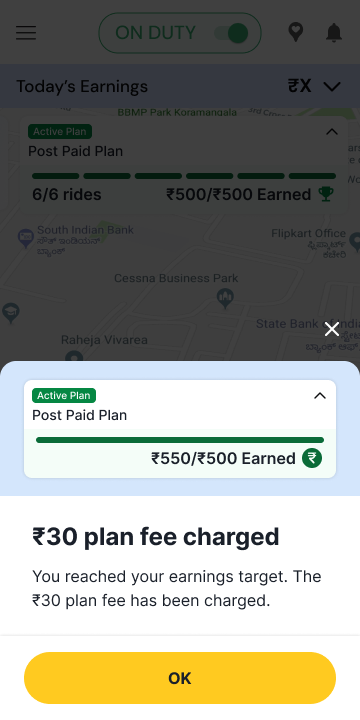 ON DUTY
Today's Earnings
₹X
BBMP Park Koramangala
Active Plan
Post Paid Plan
6/6 rides
₹500/₹500 Earned
South Indian Bank
ಸೌತ್ ಇಂಡಿಯನ್
ಬ್ಯಾಂಕ್
Flipkart Office
ಫ್ಲಿಪ್ಕಾರ್ಟ್
ಕಚೇರಿ
Cessna Business Park
State Bank
Raheja Vivarea
Active Plan
Post Paid Plan
₹550/₹500 Earned
₹
₹30 plan fee charged
You reached your earnings target. The
₹30 plan fee has been charged.
OK